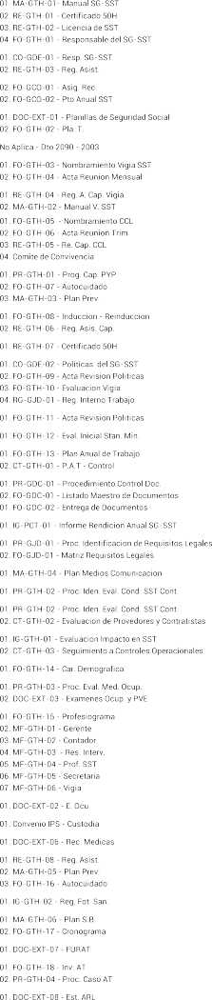 01. MA-GTH-01- Manual SG-SST
02. RE-GTH-01 - Certificado 50H
03. RE-GTH-02 - Licencia de SST
04. FO-GTH-01 - Responsable del SG-SST
01. CO-GDE-01 - Resp. SG-SST
02. RE-GTH-03 - Reg. Asist.
02. FO-GCO-01 - Asig. Rec.
02. FO-GCO-02 - Pto Anual SST
01. DOC-EXT-01 - Planillas de Seguridad Social
02. FO-GTH-02 - Pla. T.
No Aplica - Dto 2090 - 2003
01. FO-GTH-03 - Nombramiento Vigia SST
02. FO-GTH-04 - Acta Reunion Mensual
01. RE-GTH-04 - Reg. A. Cap. Vigia
02. MA-GTH-02 - Manual V. SST
01. FO-GTH-05 - Nombramiento CCL
02. FO-GTH-06 - Acta Reunion Trim
03. RE-GTH-05 - Re. Cap. CCL
04. Comite de Convivencia
01. PR-GTH-01 - Prog. Cap. PYP
02. FO-GTH-07 - Autocuidado
03. MA-GTH-03 - Plan Prev.
01. FO-GTH-08 - Induccion - Reinduccion
02. RE-GTH-06 - Reg. Asis. Cap.
01. RE-GTH-07 - Certificado 50H
01. CO-GDE-02 - Politicas del SG-SST
02. FO-GTH-09 - Acta Revision Politicas
03. FO-GTH-10 - Evaluacion Vigia
04. RG-GJD-01 - Reg. Interno Trabajo
01. FO-GTH-11 - Acta Revision Politicas
01. FO-GTH-12 - Eval. Inicial Stan. Min
01. FO-GTH-13 - Plan Anual de Trabajo
02. CT-GTH-01 - P.A.T - Control
01. PR-GDC-01 - Procedimiento Control Doc.
02. FO-GDC-01 - Listado Maestro de Documentos
01. FO-GDC-02 - Entrega de Documentos
01. IG-PCT-01 - Informe Rendicion Anual SG-SST
01. PR-GJD-01 - Proc. Identificacion de Requisitos Legales
02. FO-GJD-01 - Matriz Requisitos Legales
01. MA-GTH-04 - Plan Medios Comunicacion
01. PR-GTH-02 - Proc. Iden. Eval. Cond. SST Cont.
01. PR-GTH-02 - Proc. Iden. Eval. Cond. SST Cont.
02. CT-GTH-02 - Evaluacion de Provedores y Contratistas
01. IG-GTH-01 - Evaluacion Impacto en SST
02. CT-GTH-03 - Seguimiento a Controles Operacionales
01. FO-GTH-14 - Car. Demografica
01. PR-GTH-03 - Proc. Eval. Med. Ocup.
02. DOC-EXT-03 - Examenes Ocup. y PVE
01. FO-GTH-15 - Profesiograma
02. MF-GTH-01 - Gerente
03. MF-GTH-02 - Contador
04. MF-GTH-03 - Res. Interv.
05. MF-GTH-04 - Prof. SST
06. MF-GTH-05 - Secretaria
07. MF-GTH-06 - Vigia
01. DOC-EXT-02 - E. Ocu
01. Convenio IPS - Custodia
01. DOC-EXT-06 - Rec. Medicas
01. RE-GTH-08 - Reg. Asist.
02. MA-GTH-05 - Plan Prev.
03. FO-GTH-16 - Autocuidado
01. IG-GTH-02 - Reg. Fot. San.
01. MA-GTH-06 - Plan S.B
02. FO-GTH-17 - Cronograma
01. DOC-EXT-07 - FURAT
01. FO-GTH-18 - Inv. AT
02. PR-GTH-04 - Proc. Caso AT
01. DOC-EXT-08 - Est. ARL